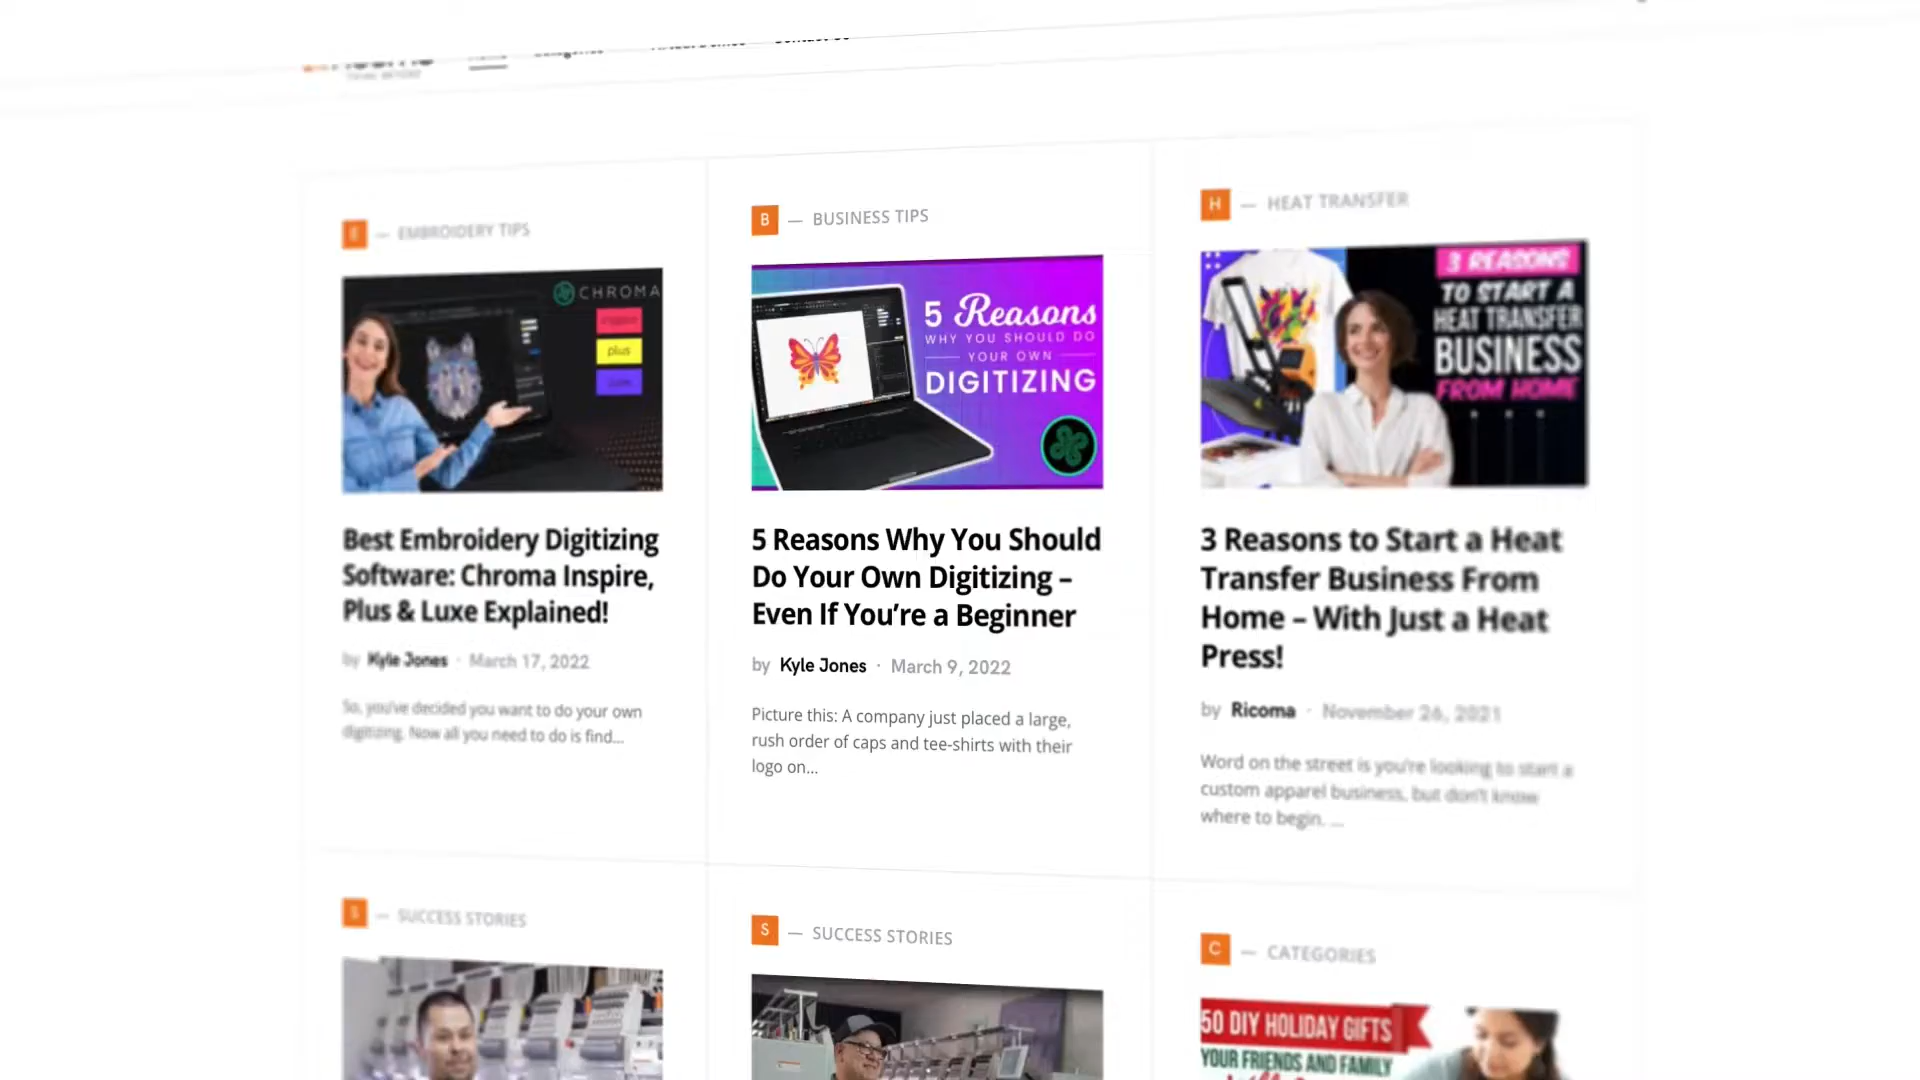 E — EMBROIDERY TIPS
CHROMA
plus
Best Embroidery Digitizing
Software: Chroma Inspire,
Plus & Luxe Explained!
by Kyle Jones · March 17, 2022
So, you've decided you want to do your own
digitizing. Now all you need to do is find...
B — BUSINESS TIPS
5 Reasons
WHY YOU SHOULD DO
YOUR OWN
DIGITIZING
5 Reasons Why You Should
Do Your Own Digitizing –
Even If You’re a Beginner
by Kyle Jones · March 9, 2022
Picture this: A company just placed a large,
rush order of caps and tee-shirts with their
logo on...
H — HEAT TRANSFER
3 REASONS
TO START A
HEAT TRANSFER
BUSINESS
FROM HOME
3 Reasons to Start a Heat
Transfer Business From
Home – With Just a Heat
Press!
by Ricoma · November 26, 2021
Word on the street is you're looking to start a
custom apparel business, but don't know
where to begin. ...
S — SUCCESS STORIES
S — SUCCESS STORIES
C — CATEGORIES
50 DIY HOLIDAY GIFTS
YOUR FRIENDS AND FAMILY